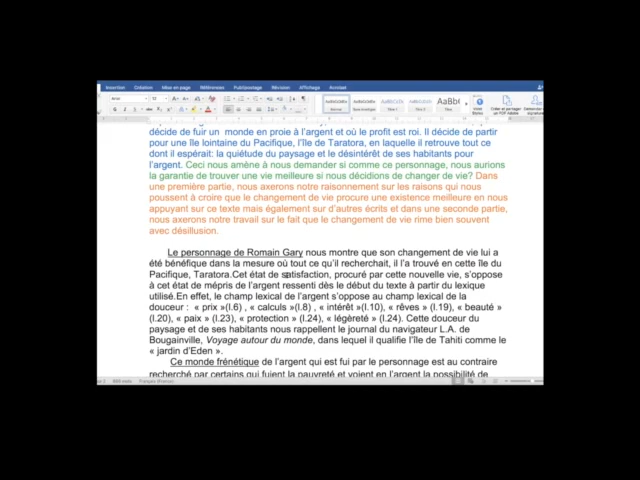 Insertion Création Mise en page Références Publipostage Révision Affichage Acrobat
Arial 12
AaBbCcDdEe AaBbCcDdEe AaBbCcD AaBbCcDdE AaBb(
décide de fuir un monde en proie à l’argent et où le profit est roi. Il décide de partir
pour une île lointaine du Pacifique, l’île de Taratora, en laquelle il retrouve tout ce
dont il espérait: la quiétude du paysage et le désintérêt de ses habitants pour
l’argent. Ceci nous amène à nous demander si comme ce personnage, nous aurions
la garantie de trouver une vie meilleure si nous décidions de changer de vie? Dans
une première partie, nous axerons notre raisonnement sur les raisons qui nous
poussent à croire que le changement de vie procure une existence meilleure en nous
appuyant sur ce texte mais également sur d’autres écrits et dans une seconde partie,
nous axerons notre travail sur le fait que le changement de vie rime bien souvent
avec désillusion.
Le personnage de Romain Gary nous montre que son changement de vie lui a
été bénéfique dans la mesure où tout ce qu’il recherchait, il l’a trouvé en cette île du
Pacifique, Taratora.Cet état de satisfaction, procuré par cette nouvelle vie, s’oppose
à cet état de mépris de l’argent ressenti dès le début du texte à partir du lexique
utilisé.En effet, le champ lexical de l’argent s’oppose au champ lexical de la
douceur : « prix »(l.6) , « calculs »(l.8) , « intérêt »(l.10), « rêves » (l.19), « beauté »
(l.20), « paix » (l.23), « protection » (l.24), « légèreté » (l.24). Cette douceur du
paysage et de ses habitants nous rappellent le journal du navigateur L.A. de
Bougainville, Voyage autour du monde, dans lequel il qualifie l’île de Tahiti comme le
« jardin d’Eden ».
Ce monde frénétique de l’argent qui est fui par le personnage est au contraire
recherché par certains qui fuient la pauvreté et voient en l’argent la possibilité de
Français (France)